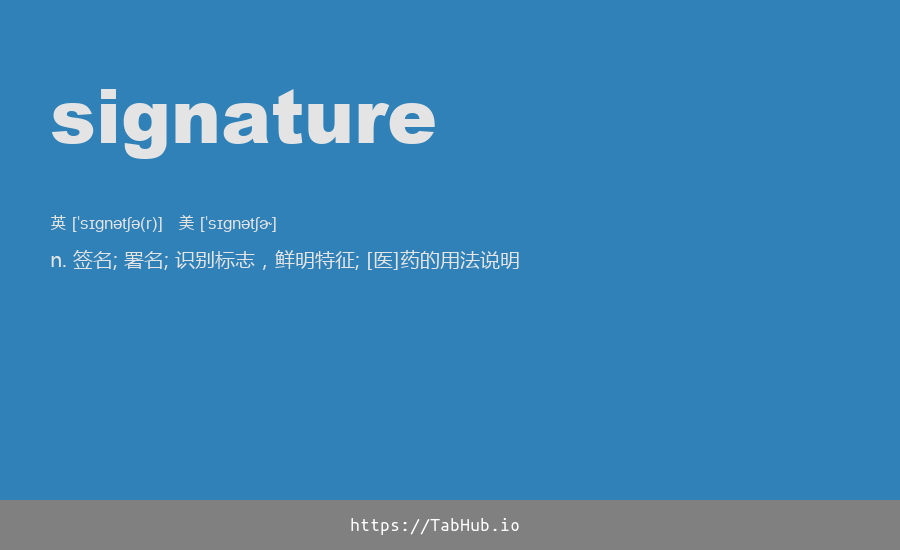 signature
英 [ˈsɪɡnətʃə(r)] 美 [ˈsɪɡnətʃɚ]
n. 签名; 署名; 识别标志，鲜明特征; [医]药的用法说明
https://TabHub.io